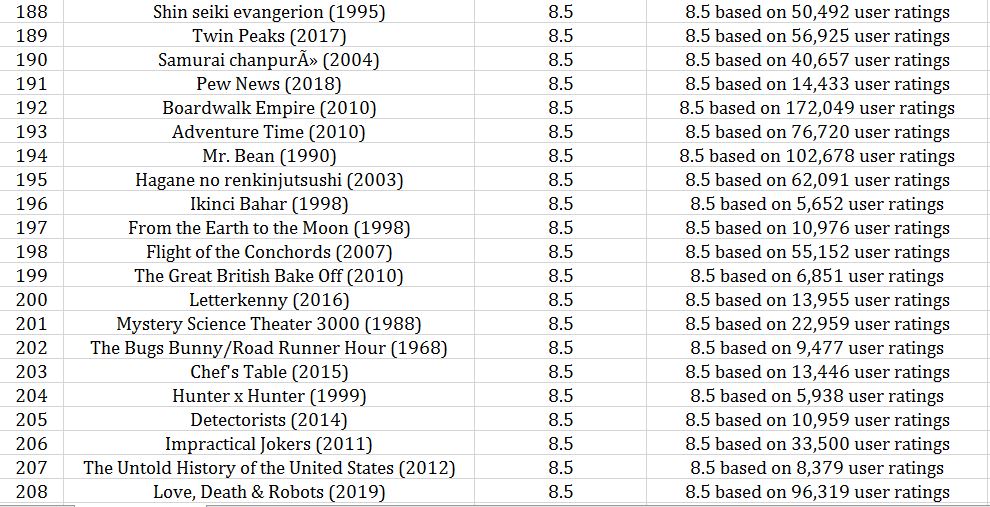 188 Shin seiki evangerion (1995) 8.5 8.5 based on 50,492 user ratings
189 Twin Peaks (2017) 8.5 8.5 based on 56,925 user ratings
190 Samurai chanpurÃ» (2004) 8.5 8.5 based on 40,657 user ratings
191 Pew News (2018) 8.5 8.5 based on 14,433 user ratings
192 Boardwalk Empire (2010) 8.5 8.5 based on 172,049 user ratings
193 Adventure Time (2010) 8.5 8.5 based on 76,720 user ratings
194 Mr. Bean (1990) 8.5 8.5 based on 102,678 user ratings
195 Hagane no renkinjutsushi (2003) 8.5 8.5 based on 62,091 user ratings
196 Ikinci Bahar (1998) 8.5 8.5 based on 5,652 user ratings
197 From the Earth to the Moon (1998) 8.5 8.5 based on 10,976 user ratings
198 Flight of the Conchords (2007) 8.5 8.5 based on 55,152 user ratings
199 The Great British Bake Off (2010) 8.5 8.5 based on 6,851 user ratings
200 Letterkenny (2016) 8.5 8.5 based on 13,955 user ratings
201 Mystery Science Theater 3000 (1988) 8.5 8.5 based on 22,959 user ratings
202 The Bugs Bunny/Road Runner Hour (1968) 8.5 8.5 based on 9,477 user ratings
203 Chef's Table (2015) 8.5 8.5 based on 13,446 user ratings
204 Hunter x Hunter (1999) 8.5 8.5 based on 5,938 user ratings
205 Detectorists (2014) 8.5 8.5 based on 10,959 user ratings
206 Impractical Jokers (2011) 8.5 8.5 based on 33,500 user ratings
207 The Untold History of the United States (2012) 8.5 8.5 based on 8,379 user ratings
208 Love, Death & Robots (2019) 8.5 8.5 based on 96,319 user ratings